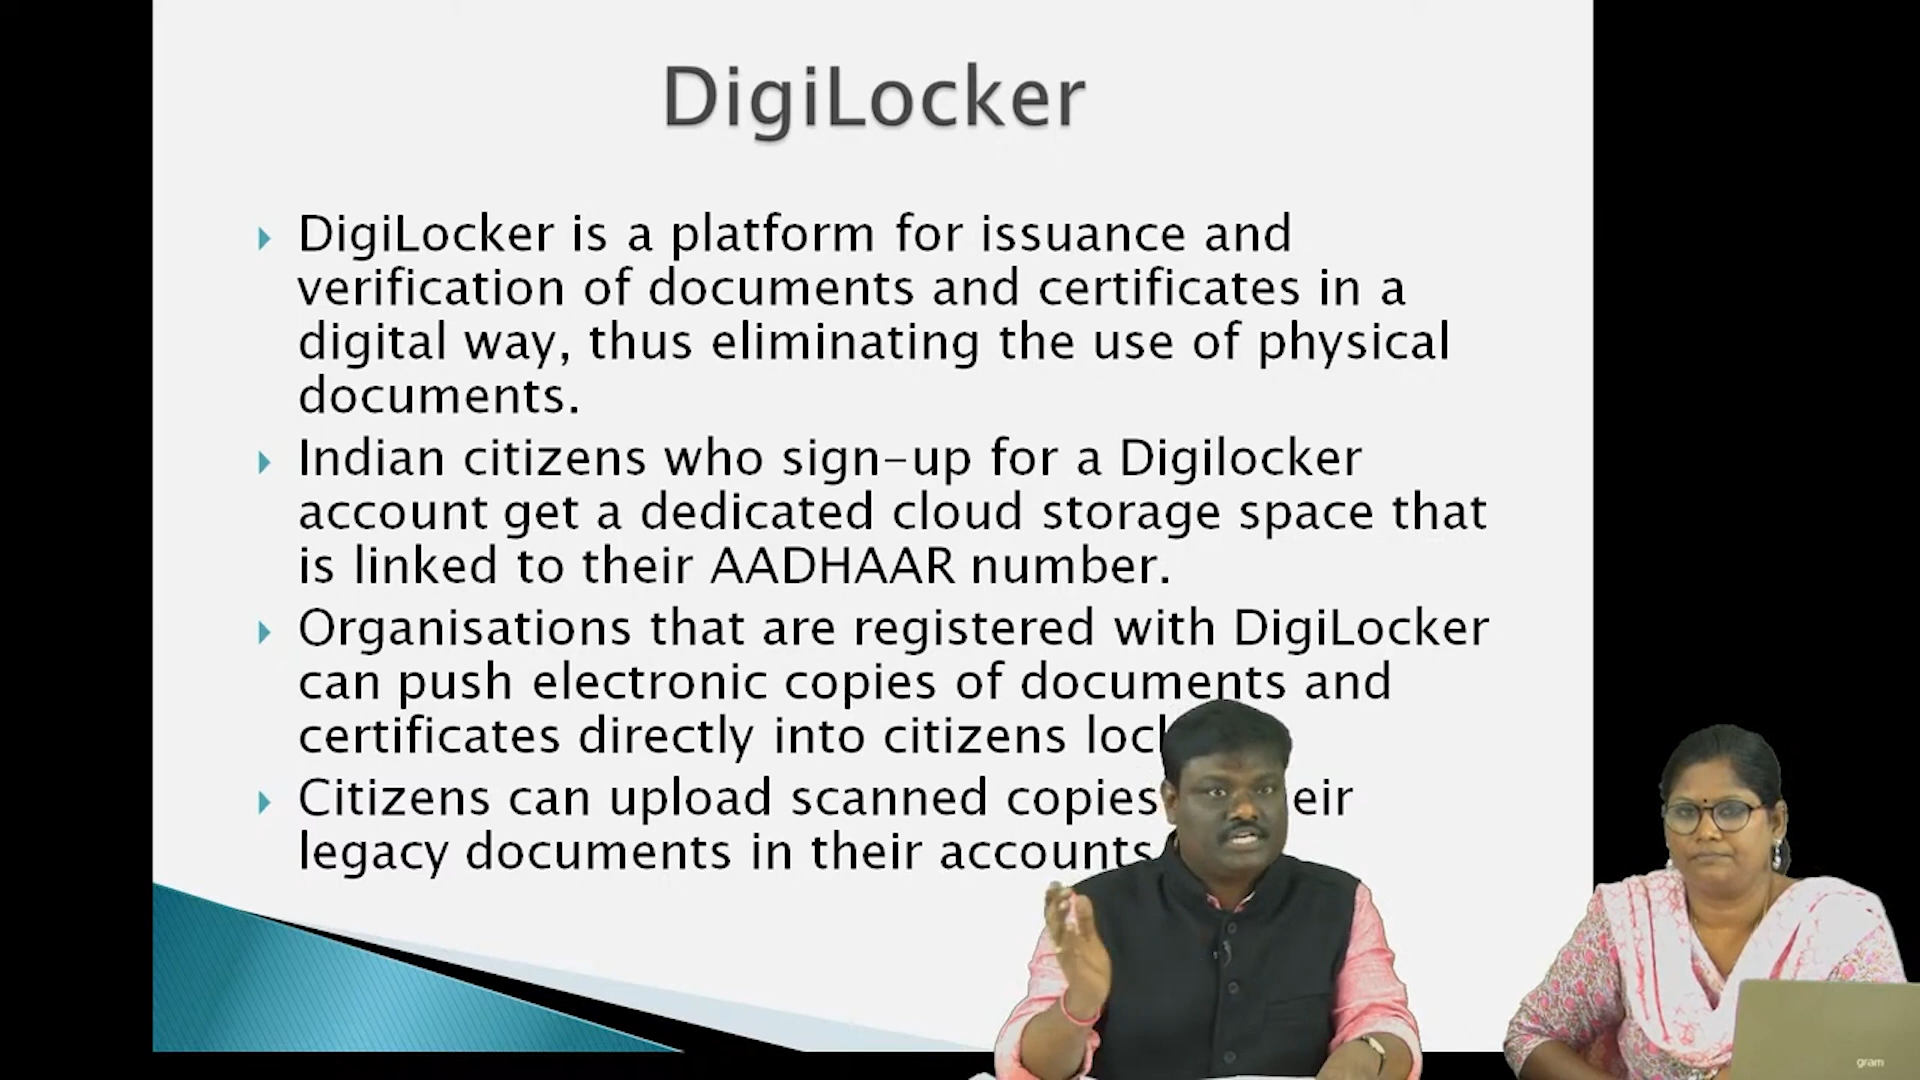 DigiLocker
DigiLocker is a platform for issuance and
verification of documents and certificates in a
digital way, thus eliminating the use of physical
documents.
Indian citizens who sign-up for a Digilocker
account get a dedicated cloud storage space that
is linked to their AADHAAR number.
Organisations that are registered with DigiLocker
can push electronic copies of documents and
certificates directly into citizens
Citizens can upload scanned copies
legacy documents in their accounts
gram